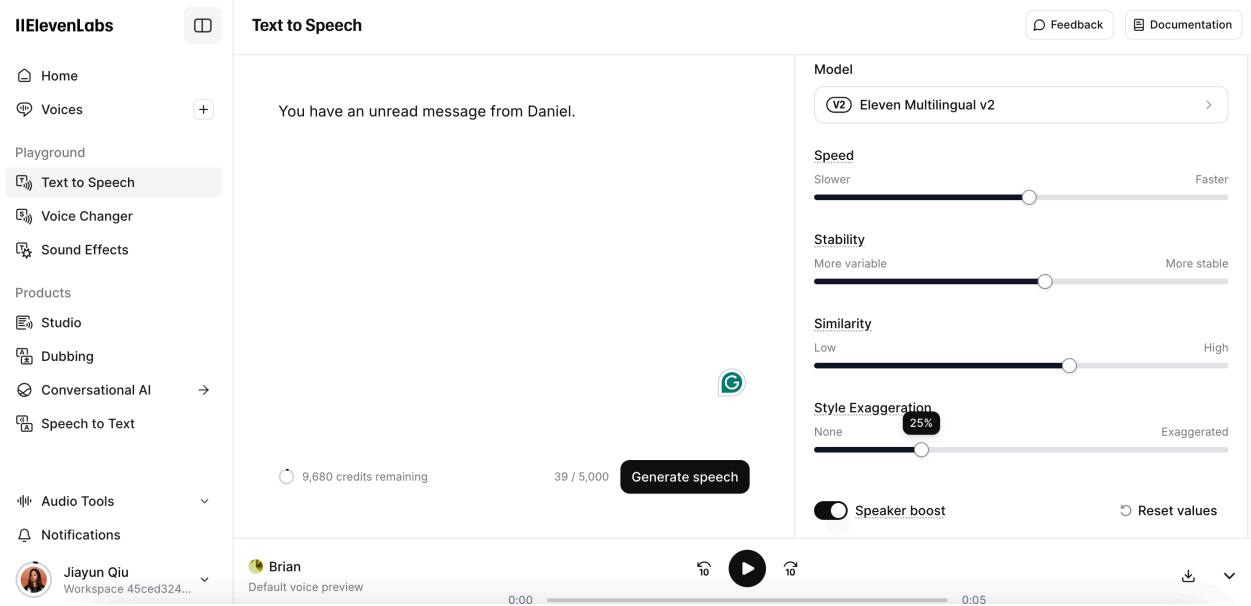 IIElevenLabs
Text to Speech
Feedback
Documentation
Home
Voices
Playground
Text to Speech
Voice Changer
Sound Effects
Products
Studio
Dubbing
Conversational AI
Speech to Text
Audio Tools
Notifications
Jiayun Qiu
Workspace 45ced324...
You have an unread message from Daniel.
9,680 credits remaining
39 / 5,000
Generate speech
Model
V2 Eleven Multilingual v2
Speed
Slower Faster
Stability
More variable More stable
Similarity
Low High
Style Exaggeration
25%
None Exaggerated
Speaker boost
Reset values
Brian
Default voice preview
10
10
0:00 0:05